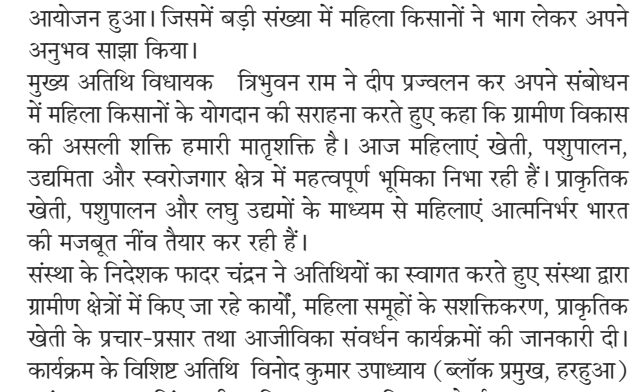 आयोजन हुआ। जिसमें बड़ी संख्या में महिला किसानों ने भाग लेकर अपने
अनुभव साझा किया।
मुख्य अतिथि विधायक त्रिभुवन राम ने दीप प्रज्वलन कर अपने संबोधन
में महिला किसानों के योगदान की सराहना करते हुए कहा कि ग्रामीण विकास
की असली शक्ति हमारी मातृशक्ति है। आज महिलाएं खेती, पशुपालन,
उद्यमिता और स्वरोजगार क्षेत्र में महत्वपूर्ण भूमिका निभा रही हैं। प्राकृतिक
खेती, पशुपालन और लघु उद्यमों के माध्यम से महिलाएं आत्मनिर्भर भारत
की मजबूत नींव तैयार कर रही हैं।
संस्था के निदेशक फादर चंद्रन ने अतिथियों का स्वागत करते हुए संस्था द्वारा
ग्रामीण क्षेत्रों में किए जा रहे कार्यों, महिला समूहों के सशक्तिकरण, प्राकृतिक
खेती के प्रचार-प्रसार तथा आजीविका संवर्धन कार्यक्रमों की जानकारी दी।
कार्यक्रम के विशिष्ट अतिथि विनोद कुमार उपाध्याय (ब्लॉक प्रमुख, हरहुआ)